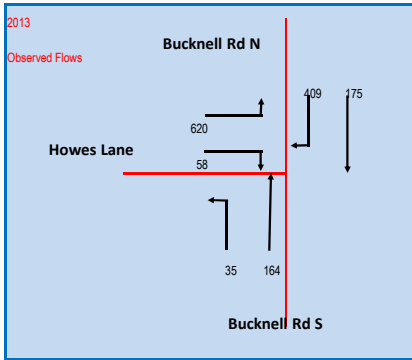 2013
Bucknell Rd N
Observed Flows
409 175
620
Howes Lane
58
35 164
Bucknell Rd S